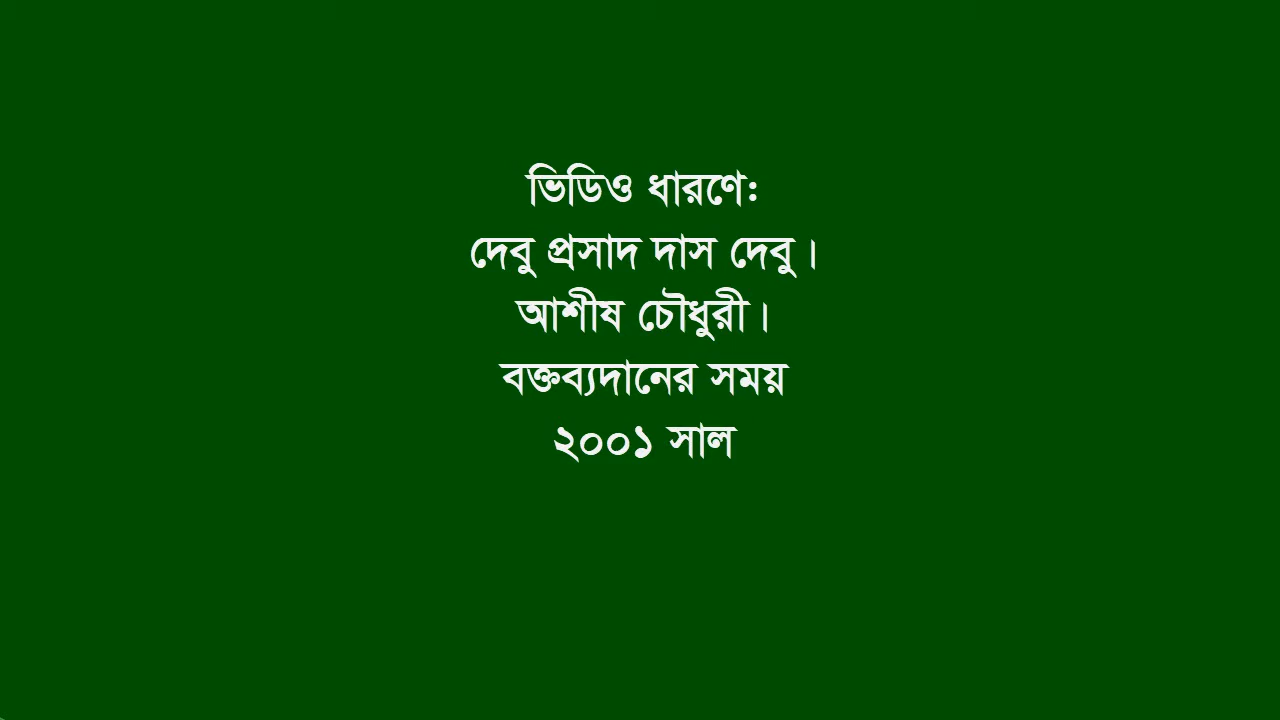 ভিডিও ধারণে:
দেবু প্রসাদ দাস দেবু।
আশীষ চৌধুরী।
বক্তব্যদানের সময়
২০০১ সাল